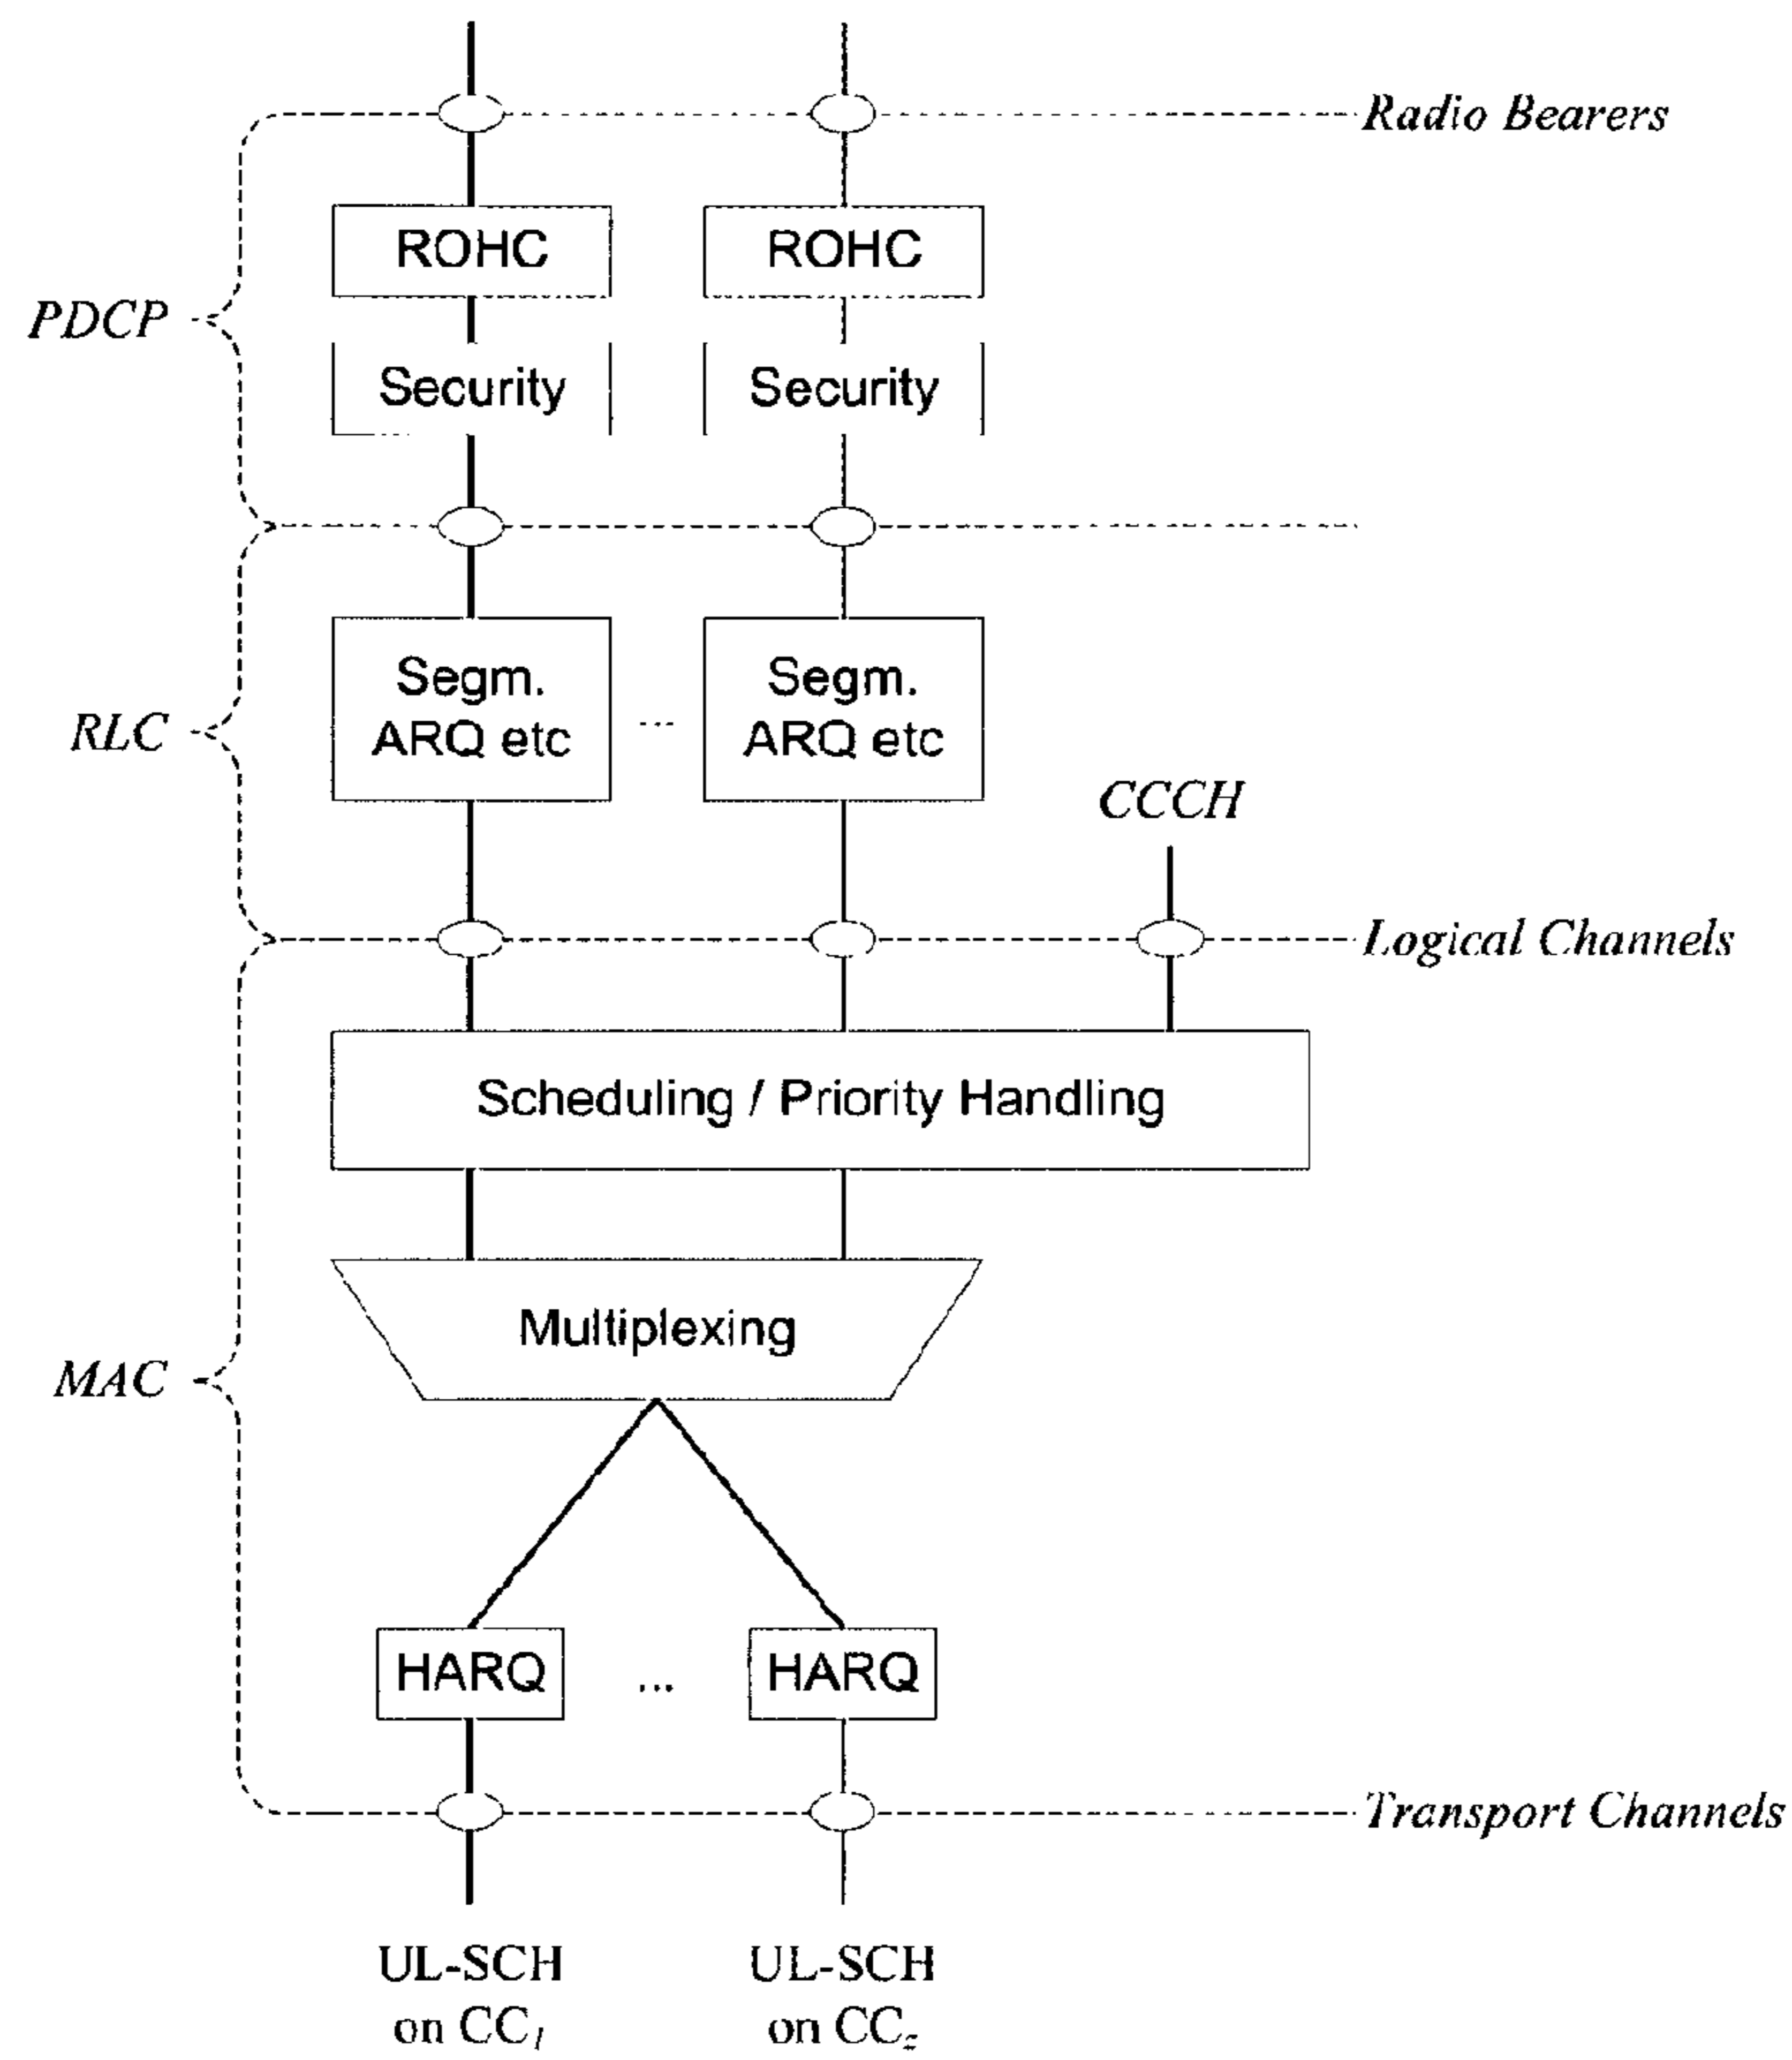 Radio Bearers
ROHC
ROHC
PDCP
Security
Security
Segm.
ARQ etc
...
Segm.
ARQ etc
RLC
CCCH
Logical Channels
Scheduling / Priority Handling
Multiplexing
MAC
HARQ
...
HARQ
Transport Channels
UL-SCH
on CC1
UL-SCH
on CCz